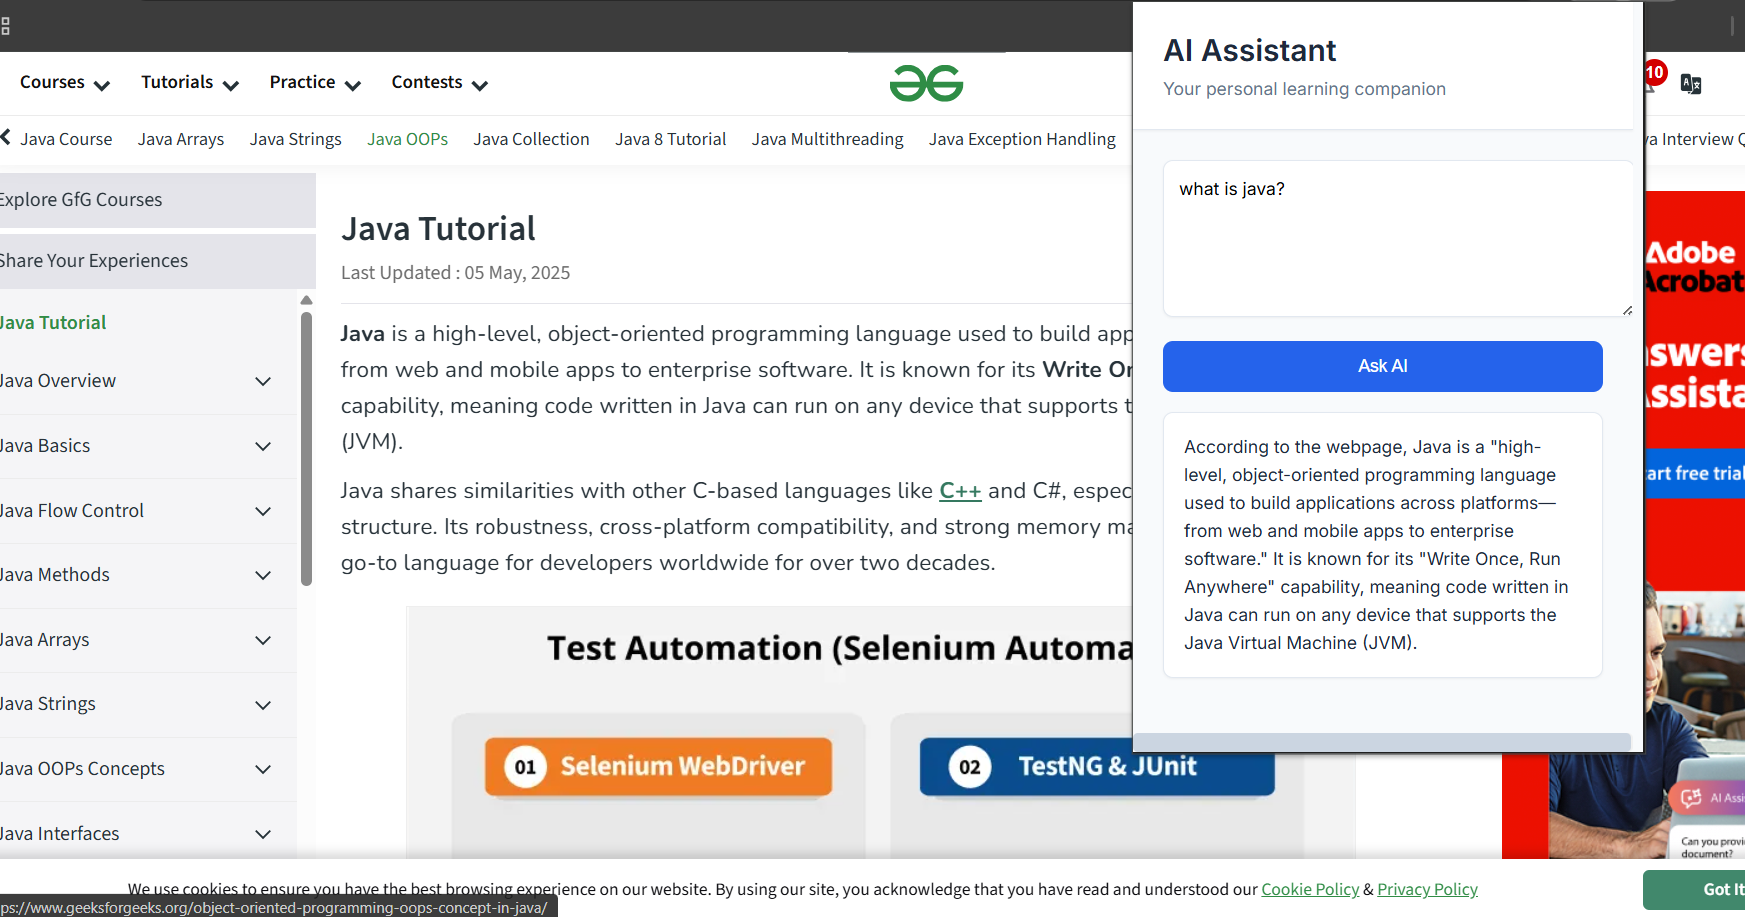 Courses
Tutorials
Practice
Contests
10
Java Course
Java Arrays
Java Strings
Java OOPs
Java Collection
Java 8 Tutorial
Java Multithreading
Java Exception Handling
Interview
Explore GfG Courses
Share Your Experiences
Java Tutorial
Java Overview
Java Basics
Java Flow Control
Java Methods
Java Arrays
Java Strings
Java OOPs Concepts
Java Interfaces
Java Tutorial
Last Updated : 05 May, 2025
Java is a high-level, object-oriented programming language used to build
from web and mobile apps to enterprise software. It is known for its Write
capability, meaning code written in Java can run on any device that supports
(JVM).
Java shares similarities with other C-based languages like C++ and C#,
structure. Its robustness, cross-platform compatibility, and strong memory
go-to language for developers worldwide for over two decades.
Test Automation (Selenium
01 Selenium WebDriver
02 TestNG & JUnit
AI Assistant
Your personal learning companion
what is java?
Ask AI
According to the webpage, Java is a "high-
level, object-oriented programming language
used to build applications across platforms—
from web and mobile apps to enterprise
software." It is known for its "Write Once, Run
Anywhere" capability, meaning code written in
Java can run on any device that supports the
Java Virtual Machine (JVM).
Adobe
Acrobat
free trial
AI
Can you
document?
We use cookies to ensure you have the best browsing experience on our website. By using our site, you acknowledge that you have read and understood our Cookie Policy & Privacy Policy
Got It
ps://www.geeksforgeeks.org/object-oriented-programming-oops-concept-in-java/